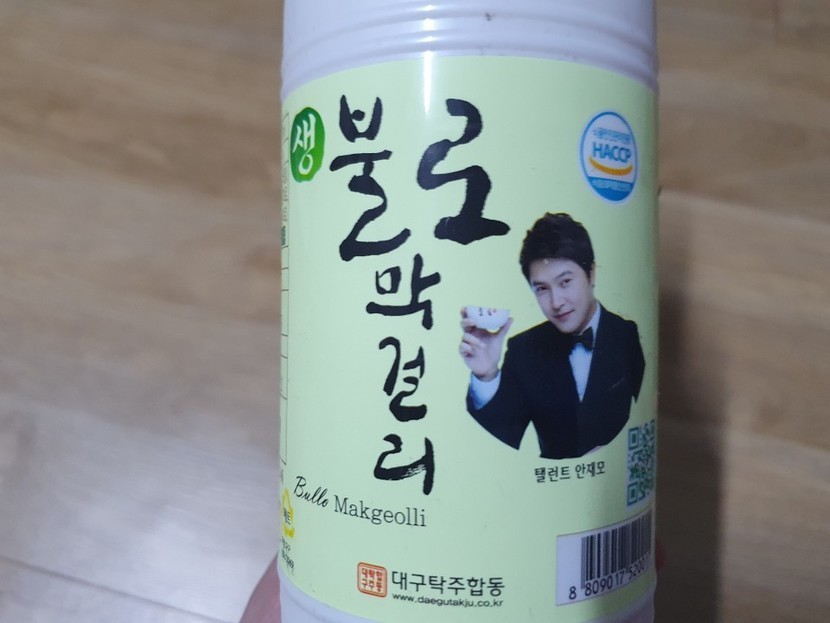 생
불로
막걸리
Bullo Makgeolli
HACCP
탤런트 안재모
대구탁주합동
www.daegutakju.co.kr
8 809017 5200